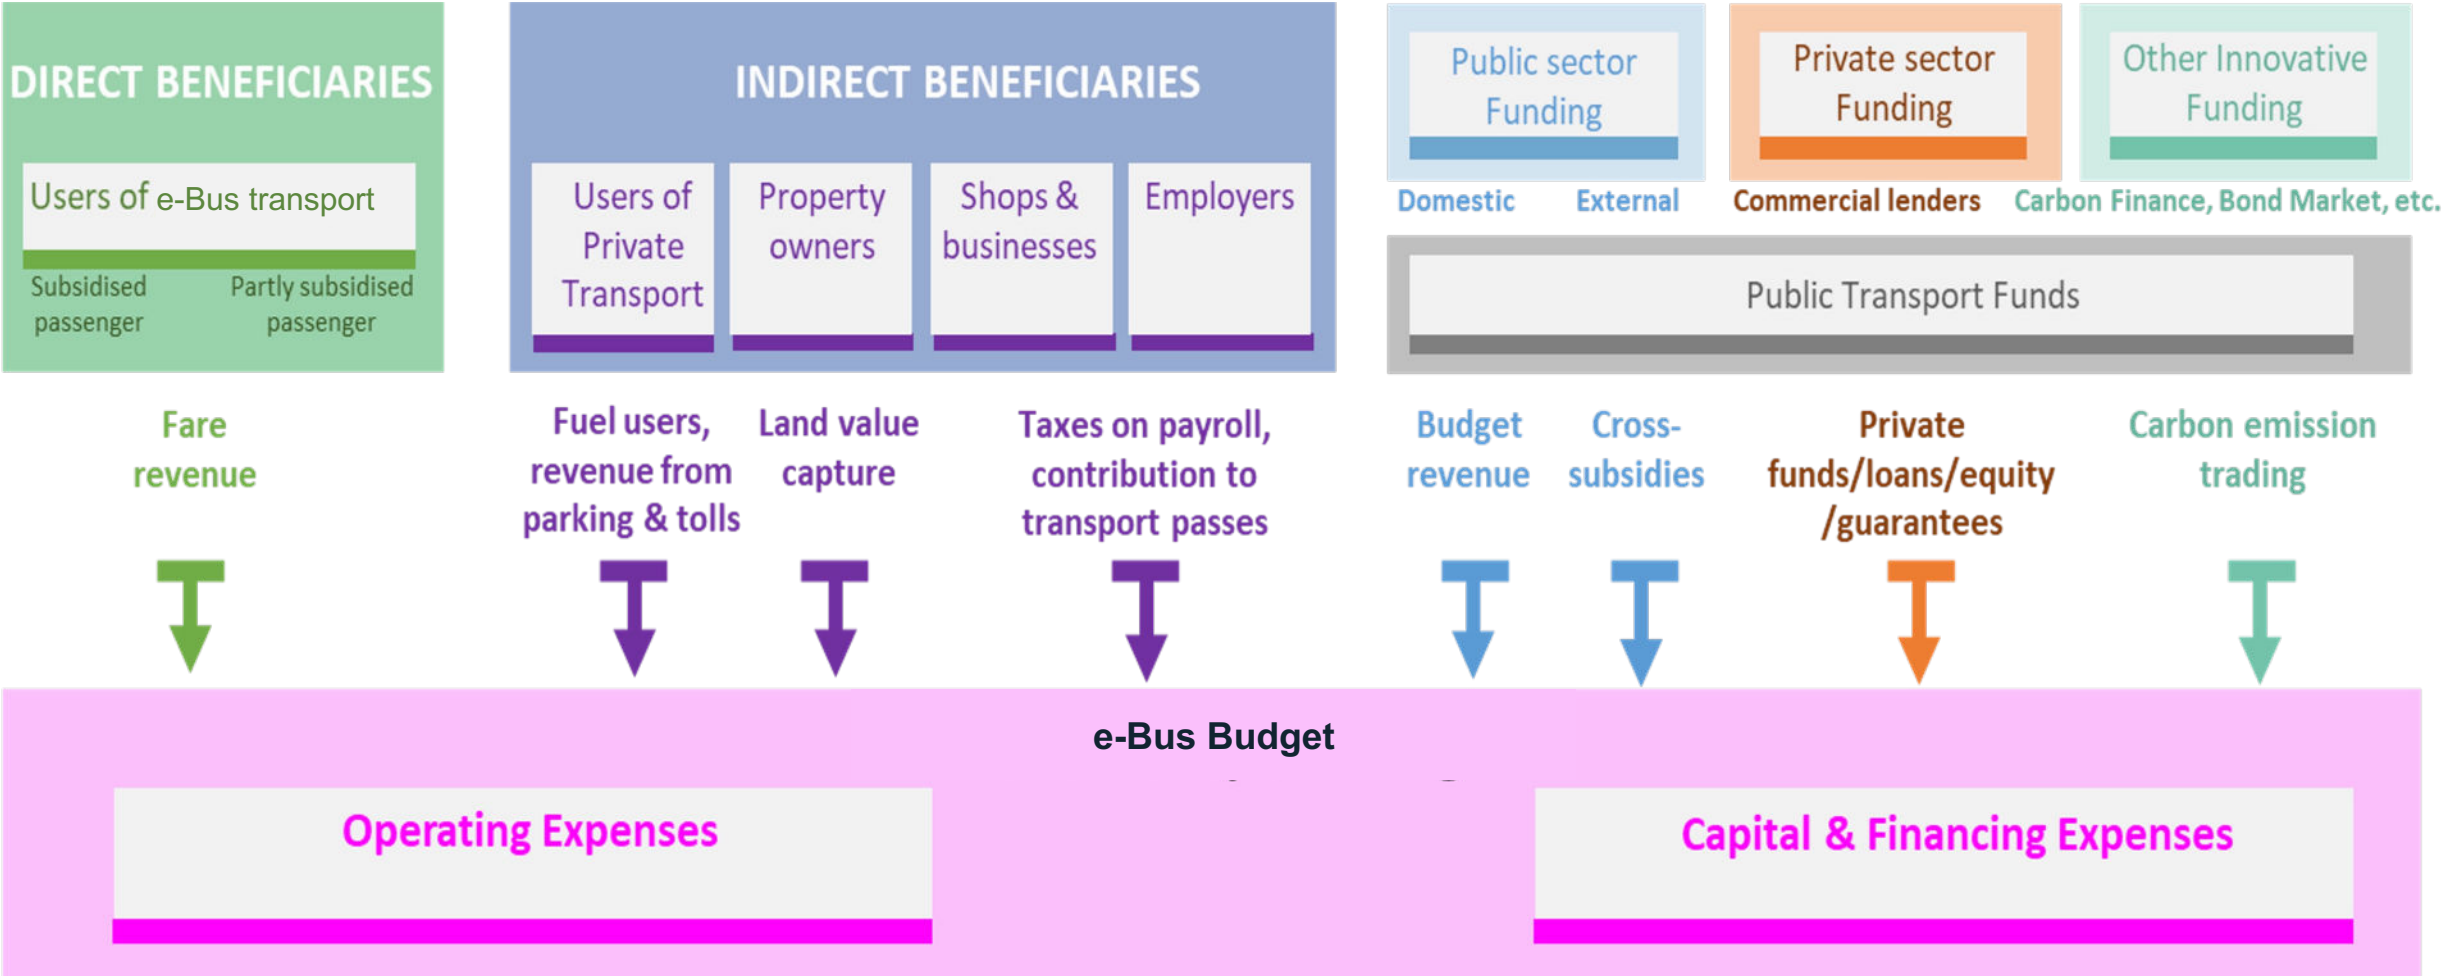 DIRECT BENEFICIARIES
Users of e-Bus transport
Subsidised
passenger
Partly subsidised
passenger
INDIRECT BENEFICIARIES
Users of
Private
Transport
Property
owners
Shops &
businesses
Employers
Public sector
Funding
Domestic
External
Private sector
Funding
Commercial lenders
Other Innovative
Funding
Carbon Finance, Bond Market, etc.
Public Transport Funds
Fare
revenue
Fuel users,
revenue from
parking & tolls
Land value
capture
Taxes on payroll,
contribution to
transport passes
Budget
revenue
Cross-
subsidies
Private
funds/loans/equity
/guarantees
Carbon emission
trading
e-Bus Budget
Operating Expenses
Capital & Financing Expenses